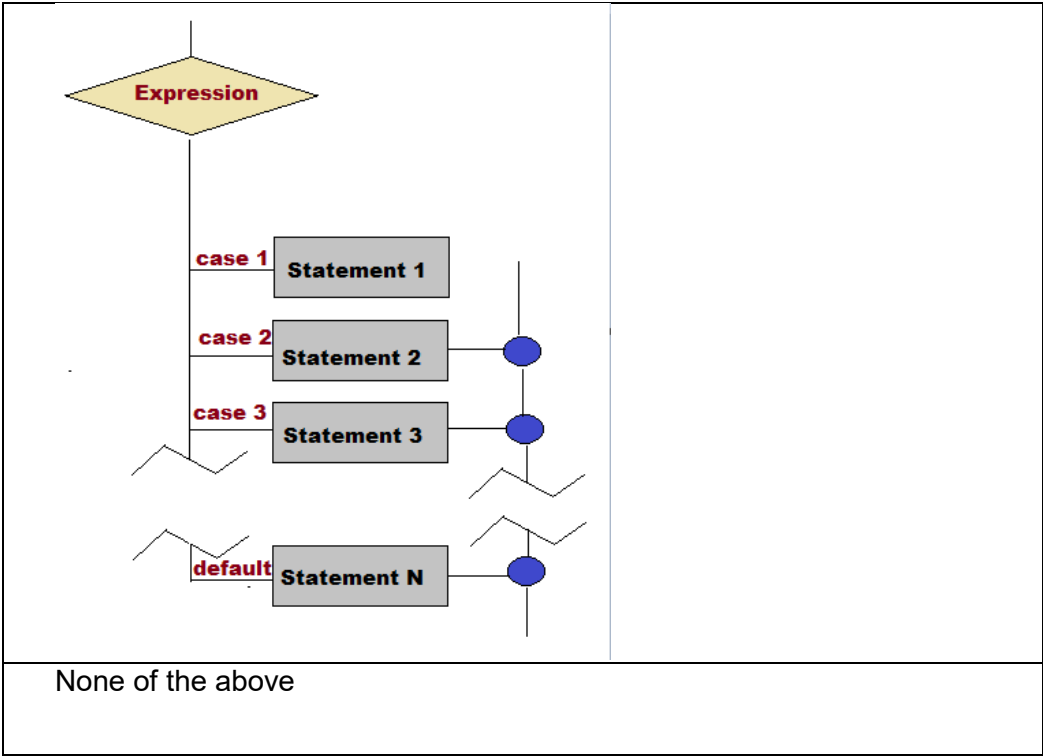 Expression
case 1
Statement 1
case 2
Statement 2
case 3
Statement 3
default
Statement N
None of the above